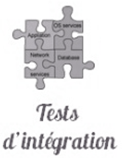 OS services
Application
Network
Database
services
Tests
d'intégration